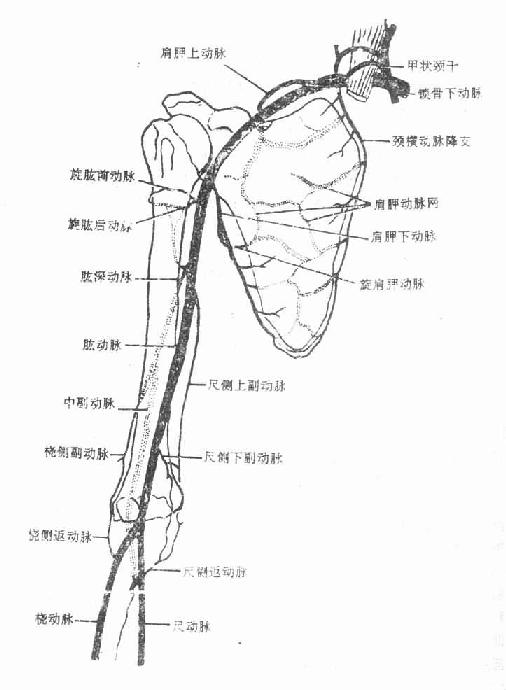 肩胛上动脉
甲状颈干
锁骨下动脉
颈横动脉降支
旋肱前动脉
肩胛动脉网
旋肱后动脉
肩胛下动脉
肱深动脉
旋肩胛动脉
肱动脉
尺侧上副动脉
中副动脉
桡侧副动脉
尺侧下副动脉
桡侧返动脉
尺侧返动脉
桡动脉
尺动脉